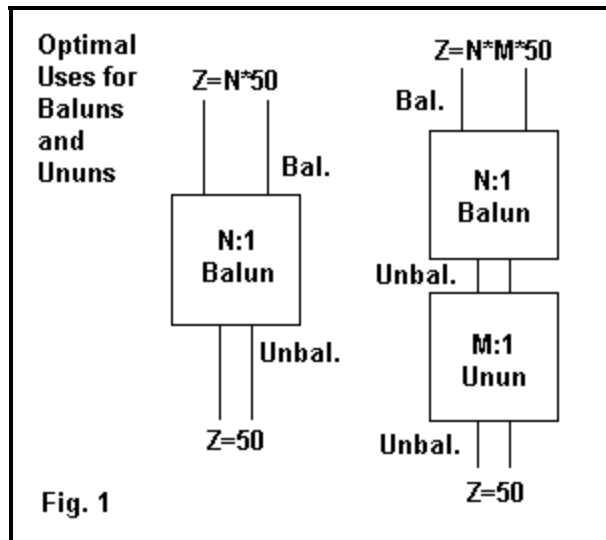 Optimal
Uses for
Baluns
and
Ununs
Z=N*50
Bal.
N:1
Balun
Unbal.
Z=50
Z=N*M*50
Bal.
N:1
Balun
Unbal.
M:1
Unun
Unbal.
Z=50
Fig. 1